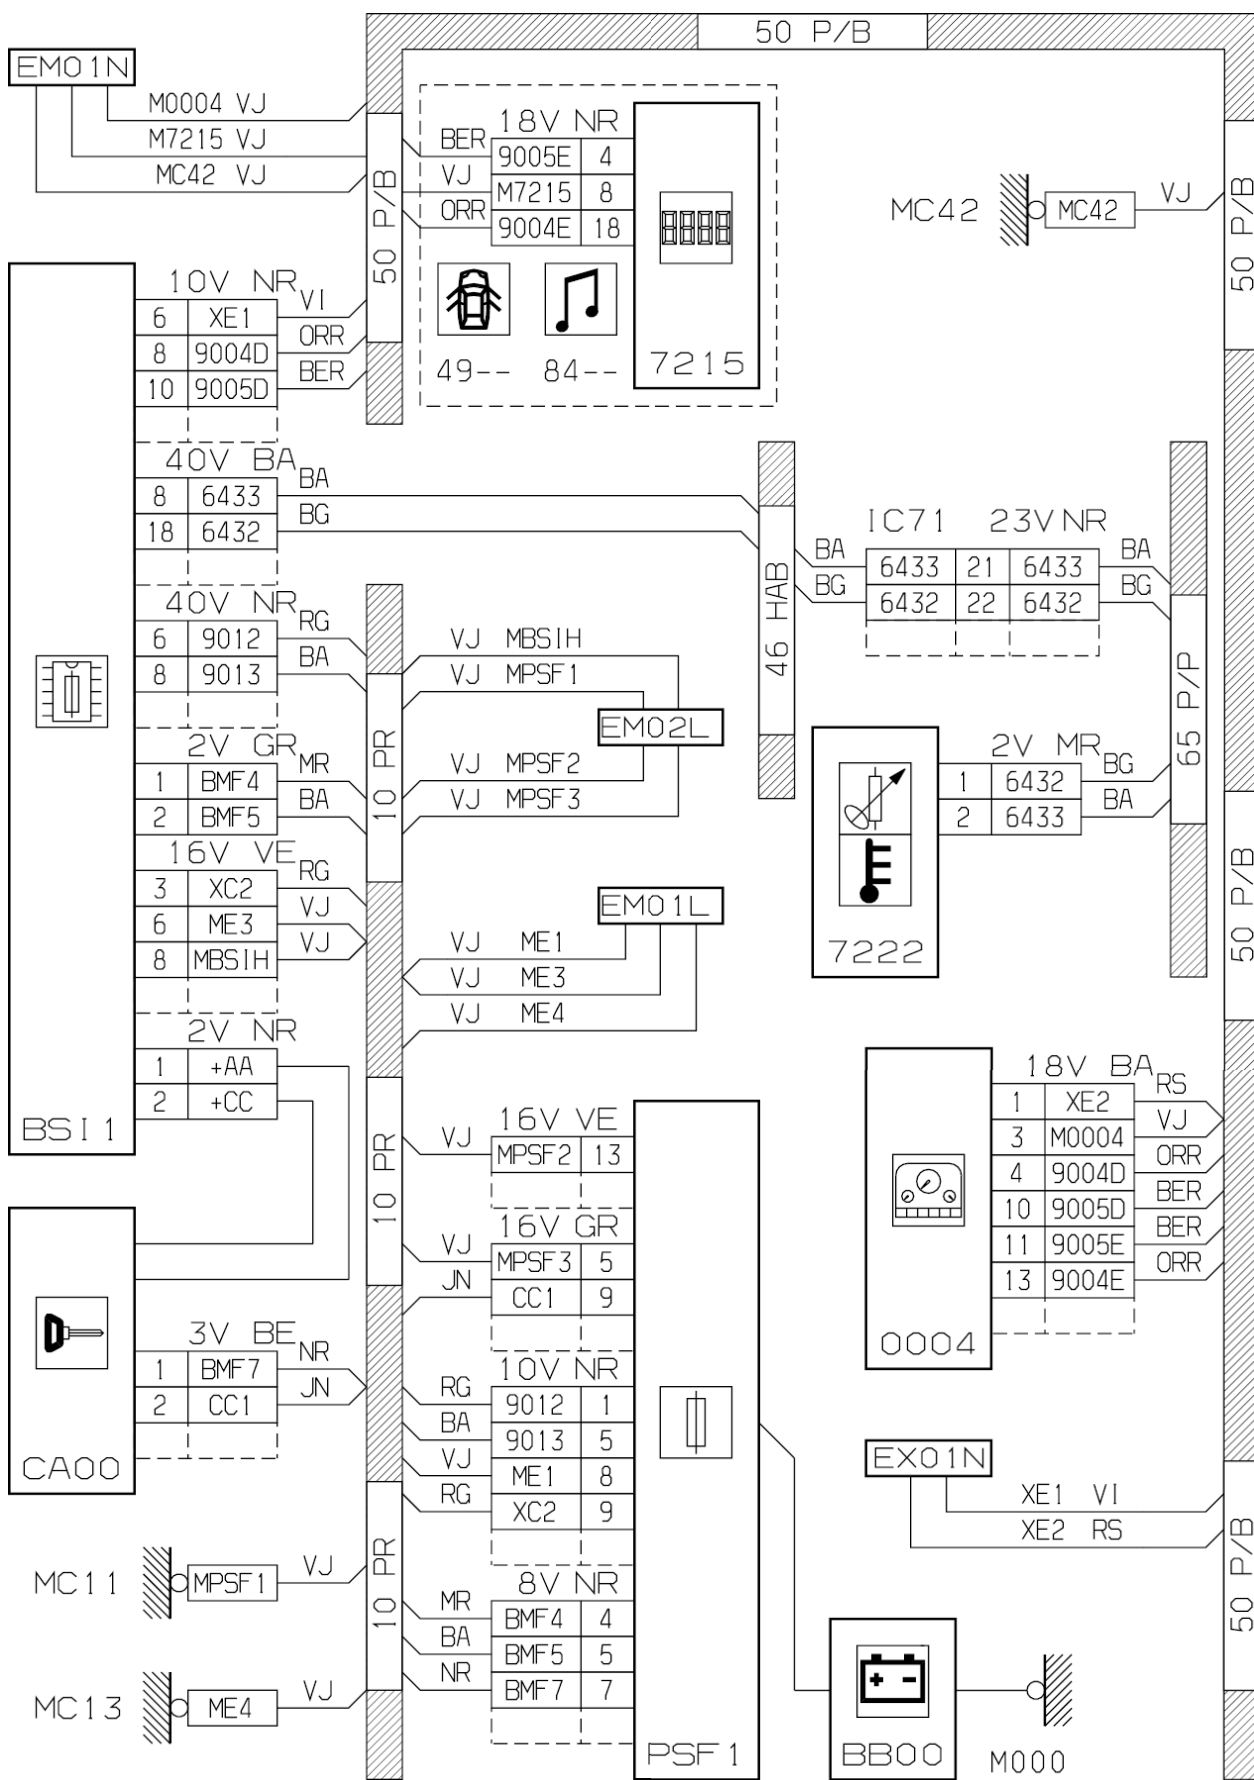 50 P/B
EM01N
M0004 VJ
M7215 VJ
MC42 VJ
50 P/B
18V NR
BER 9005E 4
VJ M7215 8
ORR 9004E 18
49-- 84--
7215
MC42 MC42 VJ
50 P/B
10V NR
6 XE1 VI
8 9004D ORR
10 9005D BER
40V BA
8 6433 BA
18 6432 BG
40V NR
6 9012 RG
8 9013 BA
2V GR
1 BMF4 MR
2 BMF5 BA
16V VE
3 XC2 RG
6 ME3 VJ
8 MBSIH VJ
2V NR
1 +AA
2 +CC
BSI1
46 HAB
IC71 23V NR
BA 6433 21 6433 BA
BG 6432 22 6432 BG
65 P/P
10 PR
VJ MBSIH
VJ MPSF1
EM02L
VJ MPSF2
VJ MPSF3
2V MR
1 6432 BG
2 6433 BA
7222
50 P/B
EM01L
VJ ME1
VJ ME3
VJ ME4
10 PR
16V VE
VJ MPSF2 13
16V GR
VJ MPSF3 5
JN CC1 9
10V NR
RG 9012 1
BA 9013 5
VJ ME1 8
RG XC2 9
8V NR
MR BMF4 4
BA BMF5 5
NR BMF7 7
PSF1
18V BA
1 XE2 RS
3 M0004 VJ
4 9004D ORR
10 9005D BER
11 9005E BER
13 9004E ORR
0004
3V BE
1 BMF7 NR
2 CC1 JN
CA00
EX01N
XE1 VI
XE2 RS
50 P/B
10 PR
MC11 MPSF1 VJ
MC13 ME4 VJ
BB00
M000